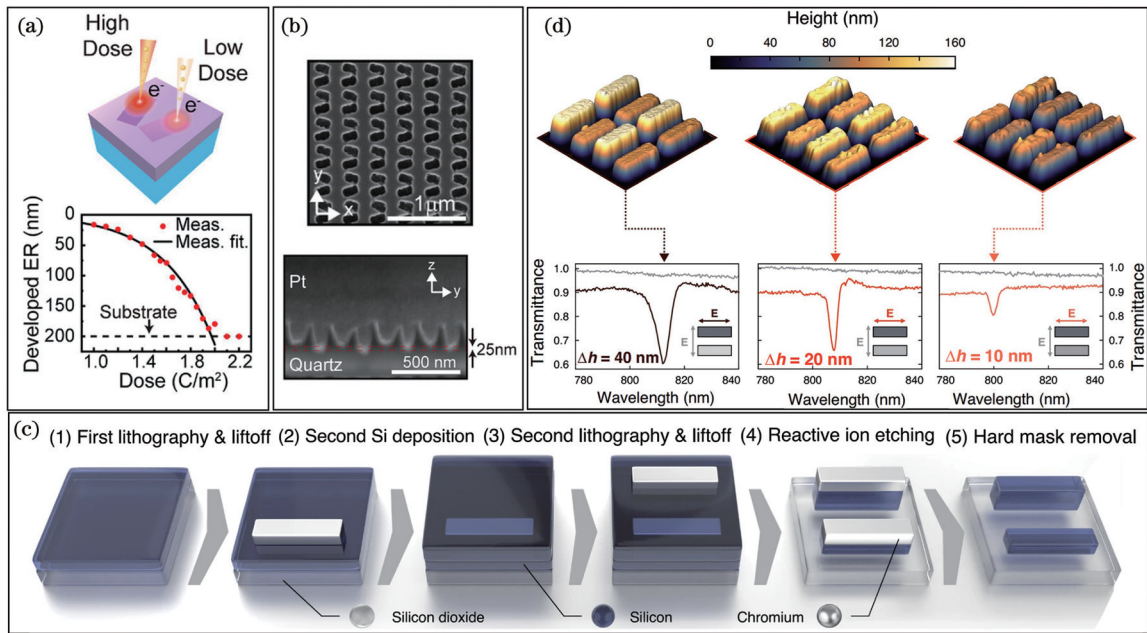 (a)
High
Dose
Low
Dose
e-
e-
Developed ER (nm)
0
50
100
150
200
Meas.
Meas. fit.
Substrate
1.0 1.4 1.8 2.2
Dose (C/m²)
(b)
y
x
1μm
Pt
z
y
25nm
Quartz
500 nm
(d)
Height (nm)
0 40 80 120 160
Transmittance
1.0
0.9
0.8
0.7
0.6
E
E
Δh = 40 nm
780 800 820 840
Wavelength (nm)
Transmittance
E
E
Δh = 20 nm
780 800 820 840
Wavelength (nm)
E
E
Δh = 10 nm
780 800 820 840
Wavelength (nm)
1.0
0.9
0.8
0.7
0.6
Transmittance
(c)
(1) First lithography & liftoff (2) Second Si deposition (3) Second lithography & liftoff (4) Reactive ion etching (5) Hard mask removal
Silicon dioxide Silicon Chromium